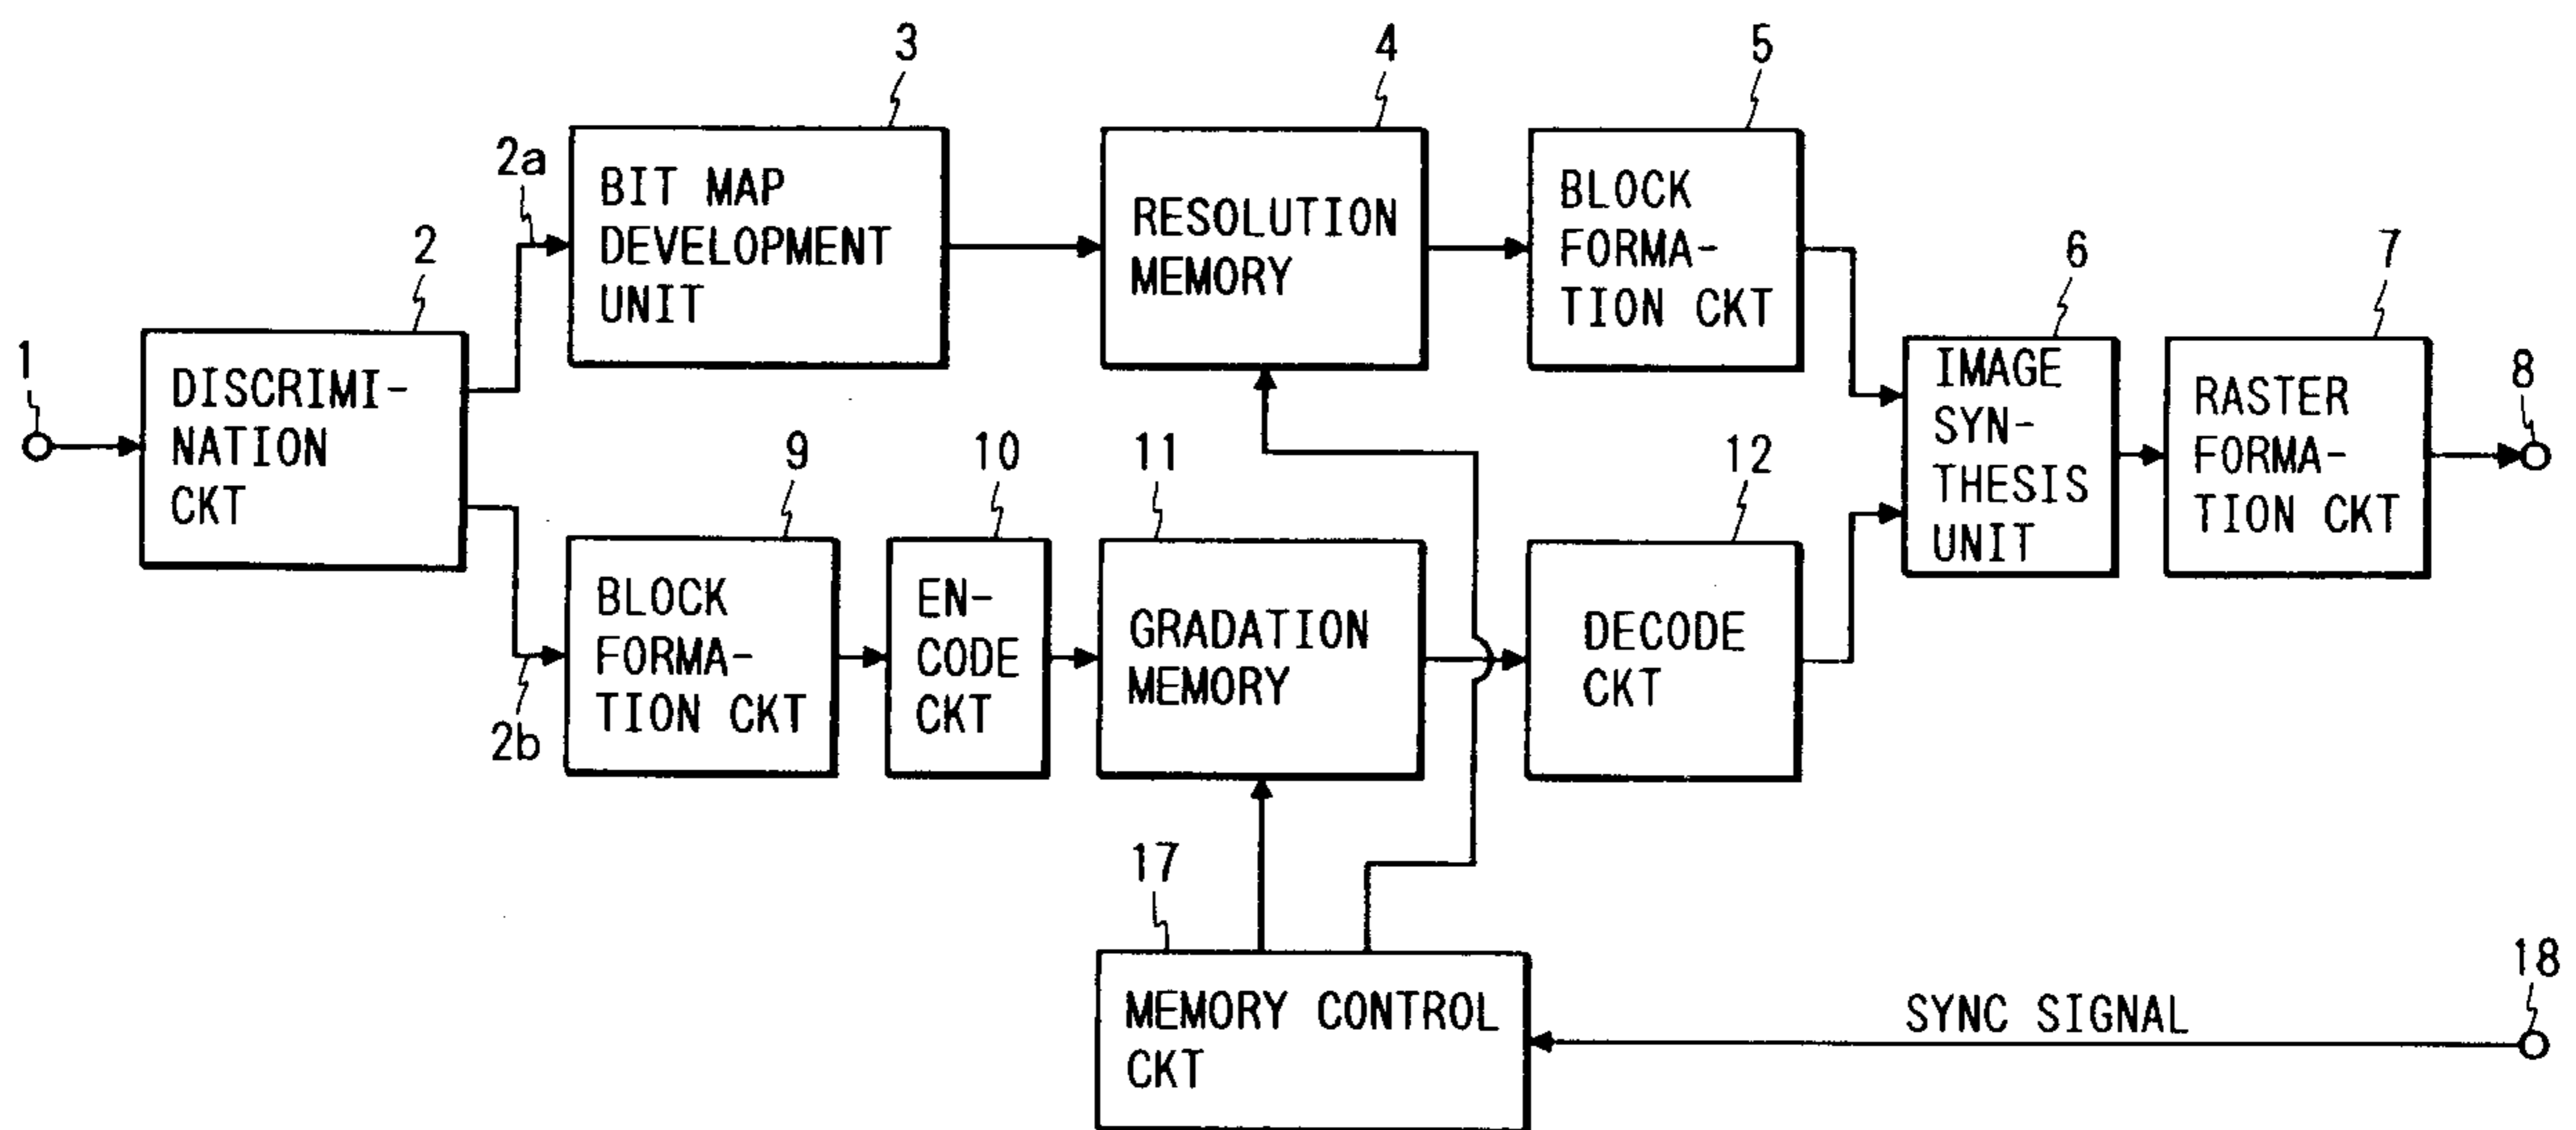 3
4
5
2a
BIT MAP
DEVELOPMENT
UNIT
RESOLUTION
MEMORY
BLOCK
FORMA-
TION CKT
2
6
7
1
DISCRIMI-
NATION
CKT
IMAGE
SYN-
THESIS
UNIT
RASTER
FORMA-
TION CKT
8
9
10
11
12
2b
BLOCK
FORMA-
TION CKT
EN-
CODE
CKT
GRADATION
MEMORY
DECODE
CKT
17
MEMORY CONTROL
CKT
SYNC SIGNAL
18